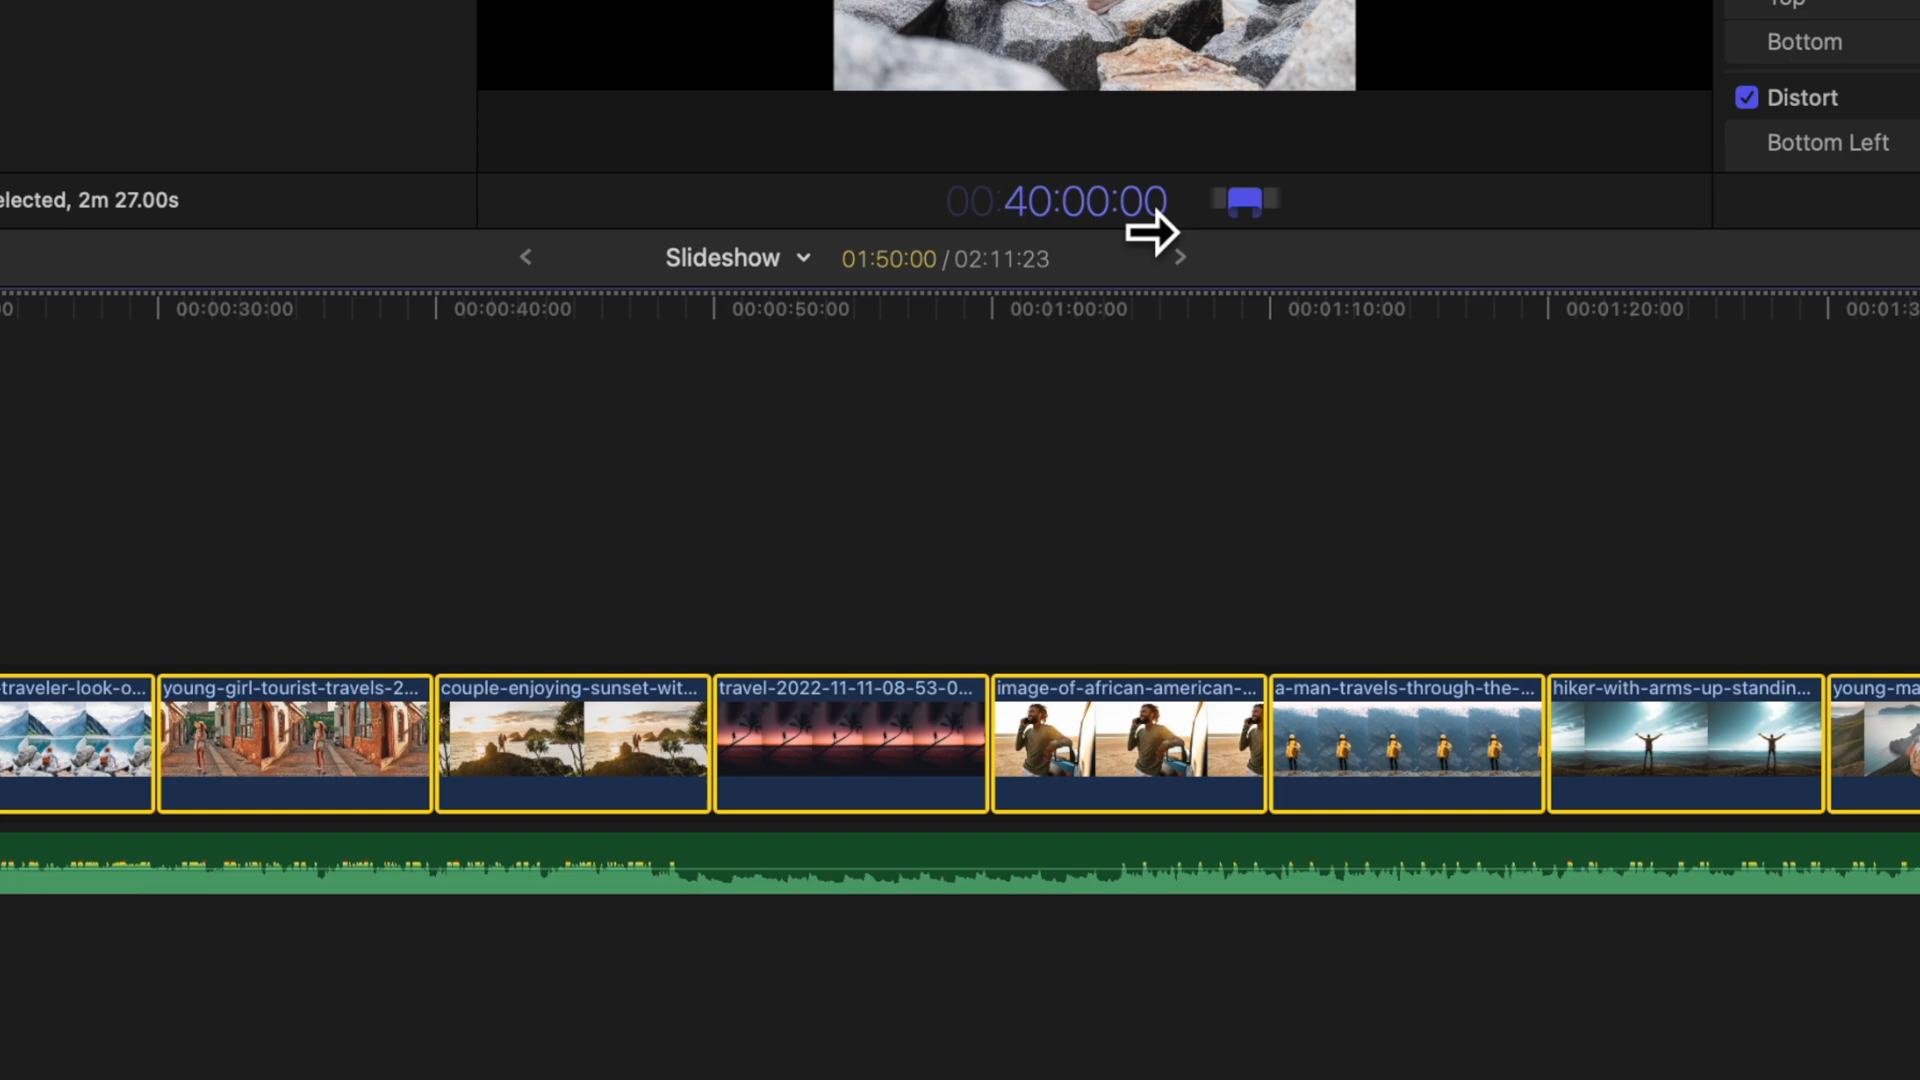 Bottom
Distort
Bottom Left
elected, 2m 27.00s
00:40:00:00
Slideshow
01:50:00 / 02:11:23
00:00:30:00
00:00:40:00
00:00:50:00
00:01:00:00
00:01:10:00
00:01:20:00
00:01:3
traveler-look-o...
young-girl-tourist-travels-2...
couple-enjoying-sunset-wit...
travel-2022-11-11-08-53-0...
image-of-african-american-...
a-man-travels-through-the-...
hiker-with-arms-up-standin...
young-ma